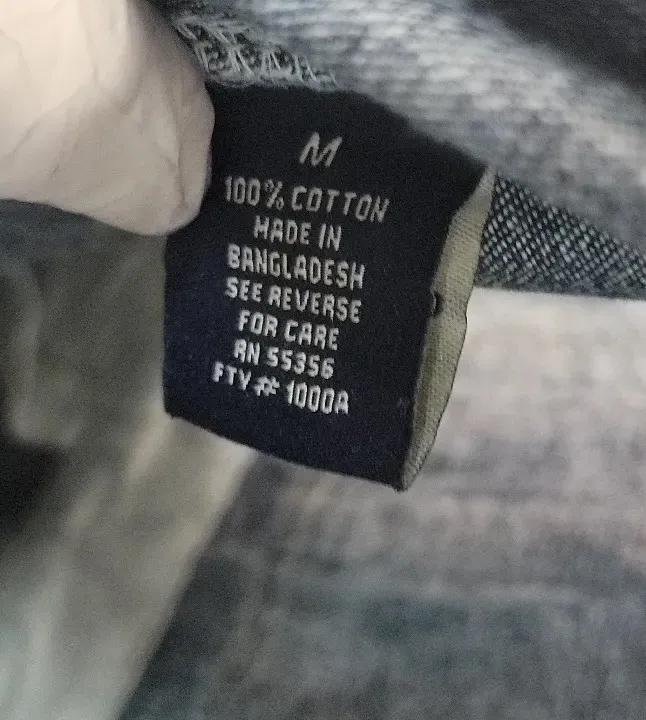 M
100% COTTON
MADE IN
BANGLADESH
SEE REVERSE
FOR CARE
RN 55356
FTY# 1000A